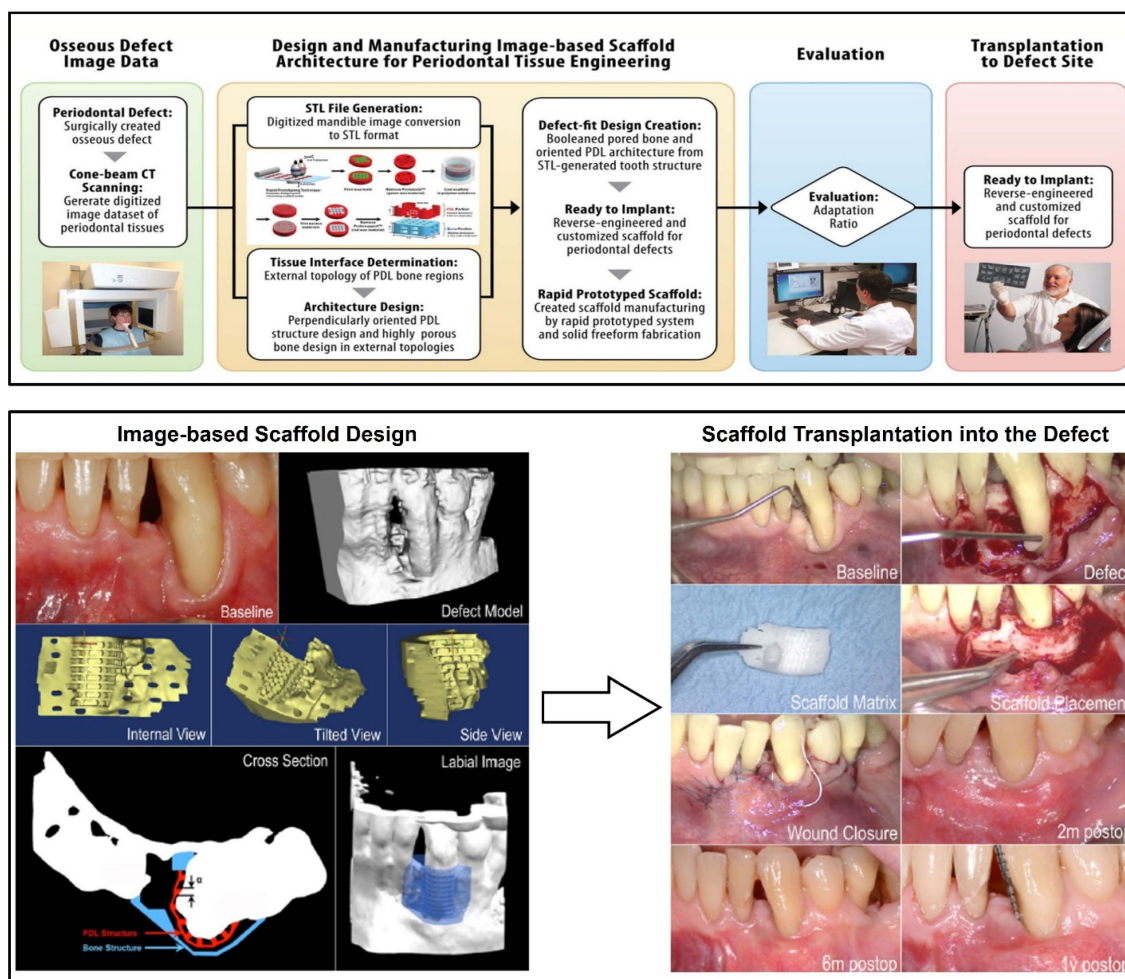 Osseous Defect
Image Data
Periodontal Defect:
Surgically created
osseous defect
Cone-beam CT
Scanning:
Gererate digitized
image dataset of
periodontal tissues
Design and Manufacturing Image-based Scaffold
Architecture for Periodontal Tissue Engineering
STL File Generation:
Digitized mandible image conversion
to STL format
Tissue Interface Determination:
External topology of PDL bone regions
Architecture Design:
Perpendicularly oriented PDL
structure design and highly porous
bone design in external topologies
Defect-fit Design Creation:
Booleaned pored bone and
oriented PDL architecture from
STL-generated tooth structure
Ready to Implant:
Reverse-engineered and
customized scaffold for
periodontal defects
Rapid Prototyped Scaffold:
Created scaffold manufacturing
by rapid prototyped system
and solid freeform fabrication
Evaluation
Evaluation:
Adaptation
Ratio
Transplantation
to Defect Site
Ready to Implant:
Reverse-engineered
and customized
scaffold for
periodontal defects
Image-based Scaffold Design
Baseline
Defect Model
Internal View
Tilted View
Side View
Cross Section
α
PDL Structure
Bone Structure
Labial Image
Scaffold Transplantation into the Defect
Baseline
Defect
Scaffold Matrix
Scaffold Placement
Wound Closure
2m postop
6m postop
1y postop